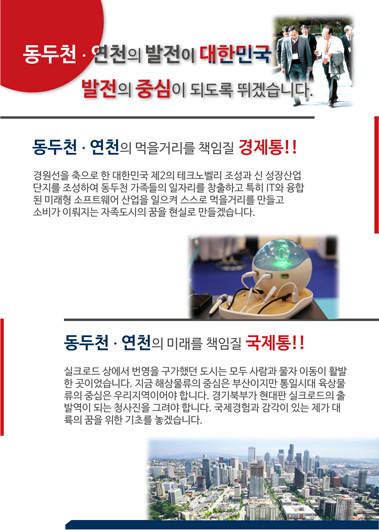 동두천 · 연천의 발전이 대한민국
발전의 중심이 되도록 뛰겠습니다.
동두천 · 연천의 먹을거리를 책임질 경제통!!
경원선을 축으로 한 대한민국 제2의 테크노벨리 조성과 신 성장산업
단지를 조성하여 동두천 가족들의 일자리를 창출하고 특히 IT와 융합
된 미래형 소프트웨어 산업을 일으켜 스스로 먹을거리를 만들고
소비가 이뤄지는 자족도시의 꿈을 현실로 만들겠습니다.
동두천 · 연천의 미래를 책임질 국제통!!
실크로드 상에서 번영을 구가했던 도시는 모두 사람과 물자 이동이 활발
한 곳이었습니다. 지금 해상물류의 중심은 부산이지만 통일시대 육상물
류의 중심은 우리지역이어야 합니다. 경기북부가 현대판 실크로드의 출
발역이 되는 청사진을 그려야 합니다. 국제경험과 감각이 있는 제가 대
륙의 꿈을 위한 기초를 놓겠습니다.